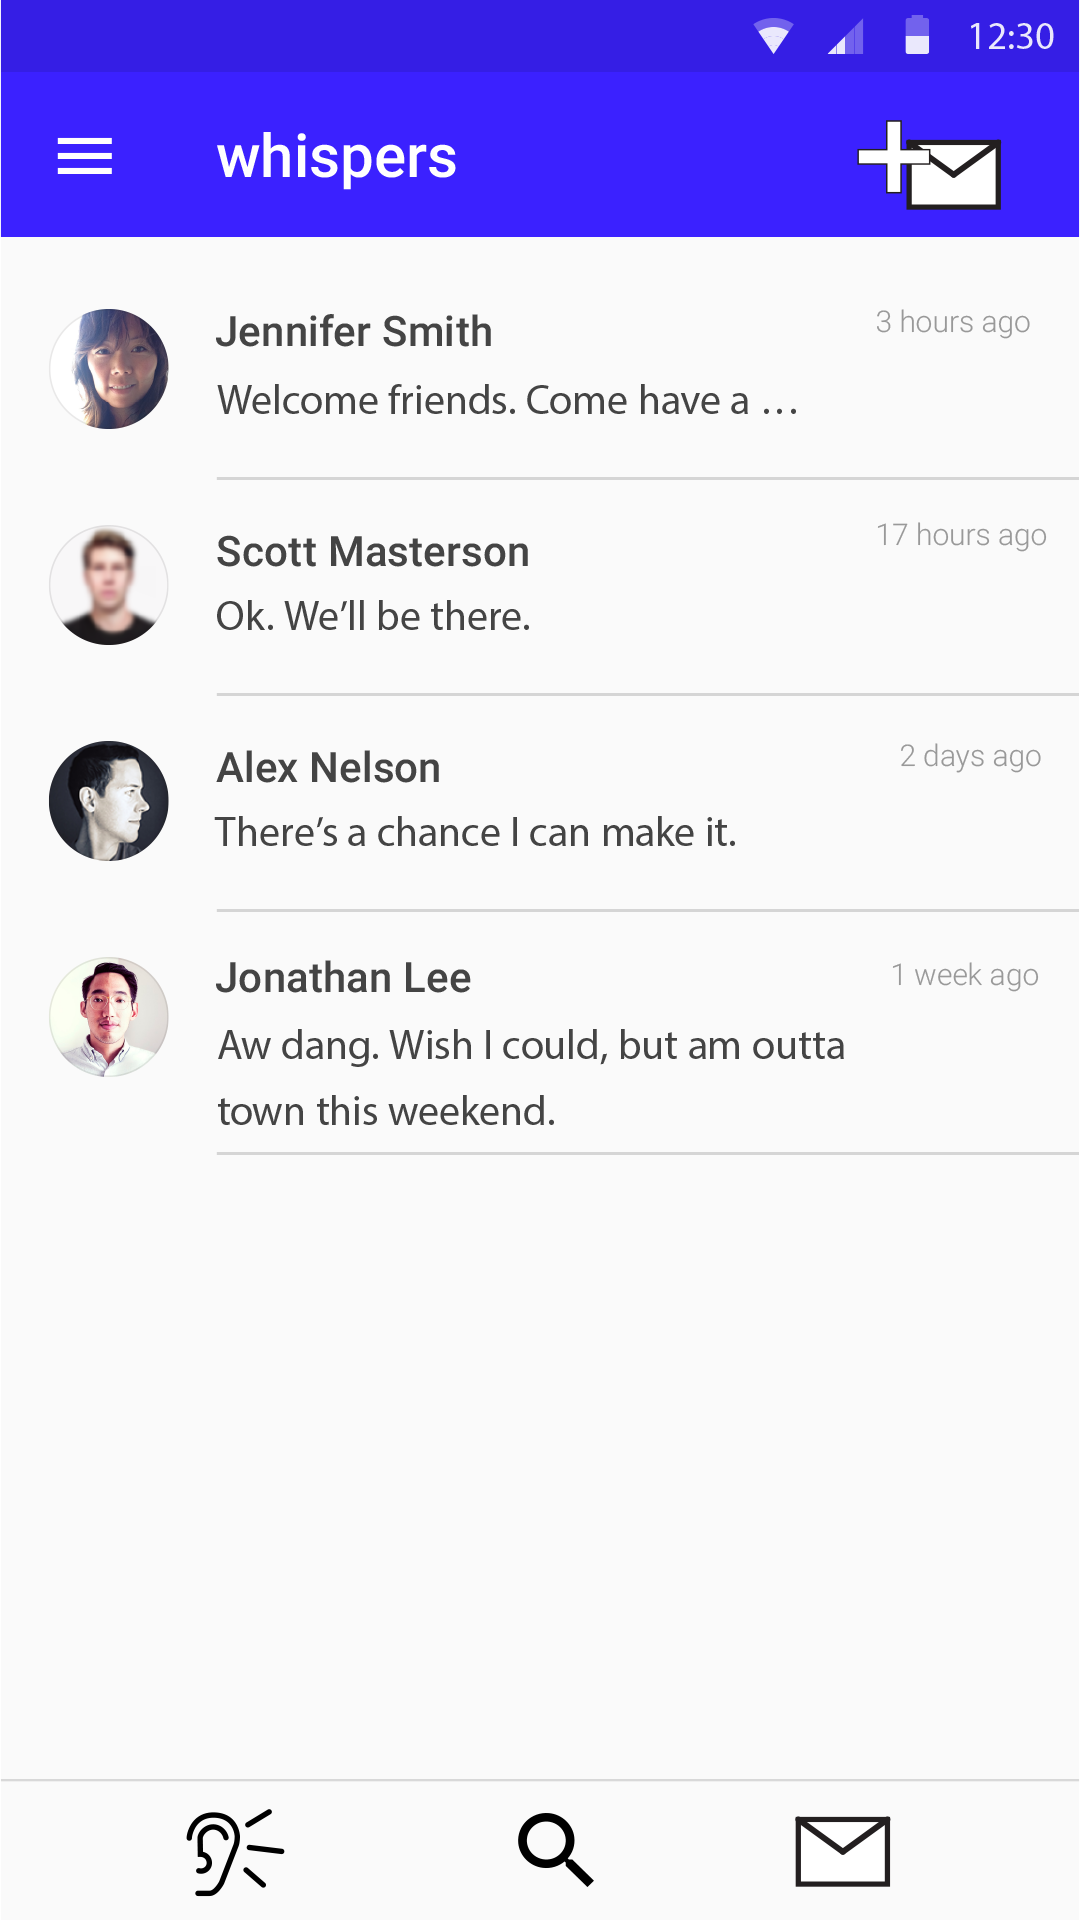 12:30
whispers
Jennifer Smith
3 hours ago
Welcome friends. Come have a …
Scott Masterson
17 hours ago
Ok. We’ll be there.
Alex Nelson
2 days ago
There’s a chance I can make it.
Jonathan Lee
1 week ago
Aw dang. Wish I could, but am outta
town this weekend.